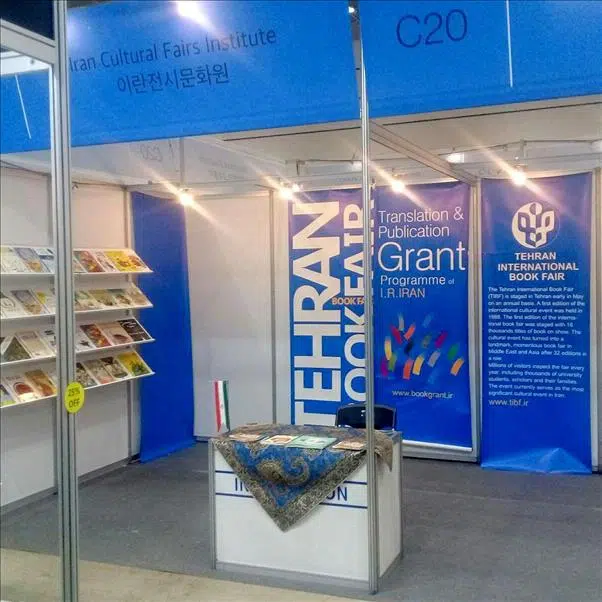 Iran Cultural Fairs Institute
이란전시문화원
C20
TEHRAN
BOOK FAIR
Translation &
Publication
Grant
Programme of
I.R.IRAN
www.bookgrant.ir
TEHRAN
INTERNATIONAL
BOOK FAIR
The Tehran International Book Fair
(TIBF) is staged in Tehran early in May
on an annual basis. A first edition of the
international cultural event was held in
1988. The first edition of the interna-
tional book fair was staged with 16
thousands titles of book on show. The
cultural event has turned into a
landmark, momentous book fair in
Middle East and Asia after 32 editions in
a row.
Millions of vistors inspect the fair every
year, including thousands of university
students, scholars and their families.
The event currently serves as the most
significant cultural event in Iran.
www.tibf.ir
25%
OFF